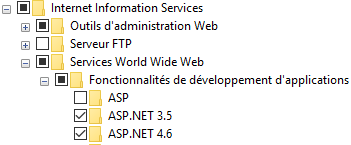 Internet Information Services
Outils d'administration Web
Serveur FTP
Services World Wide Web
Fonctionnalités de développement d'applications
ASP
ASP.NET 3.5
ASP.NET 4.6